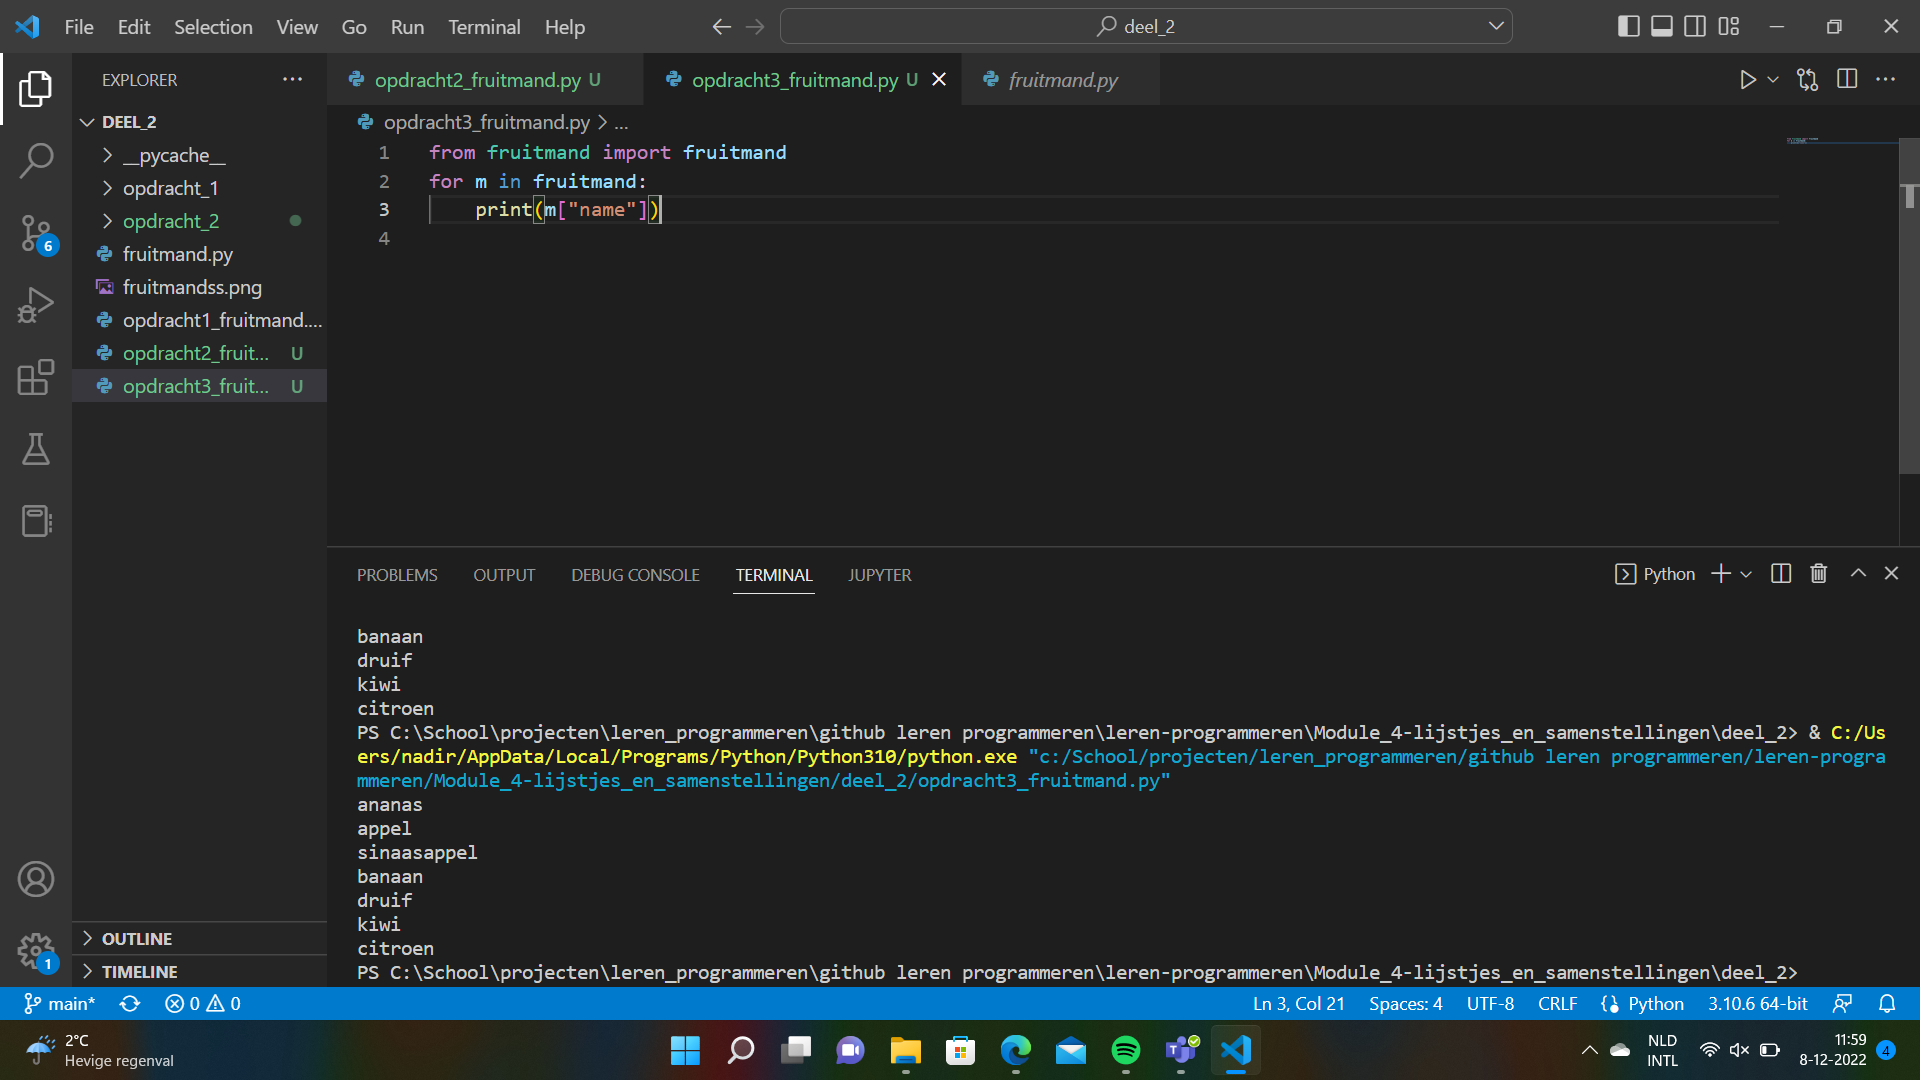 File Edit Selection View Go Run Terminal Help
deel_2
EXPLORER
opdracht2_fruitmand.py U
opdracht3_fruitmand.py U
fruitmand.py
DEEL_2
__pycache__
opdracht_1
opdracht_2
fruitmand.py
fruitmandss.png
opdracht1_fruitmand....
opdracht2_fruit... U
opdracht3_fruit... U
OUTLINE
TIMELINE
6
1
opdracht3_fruitmand.py > ...
1 from fruitmand import fruitmand
2 for m in fruitmand:
3 print(m["name"])
4
PROBLEMS OUTPUT DEBUG CONSOLE TERMINAL JUPYTER
Python
banaan
druif
kiwi
citroen
PS C:\School\projecten\leren_programmeren\github leren programmeren\leren-programmeren\Module_4-lijstjes_en_samenstellingen\deel_2> & C:/Us
ers/nadir/AppData/Local/Programs/Python/Python310/python.exe "c:/School/projecten/leren_programmeren/github leren programmeren/leren-progra
mmeren/Module_4-lijstjes_en_samenstellingen/deel_2/opdracht3_fruitmand.py"
ananas
appel
sinaasappel
banaan
druif
kiwi
citroen
PS C:\School\projecten\leren_programmeren\github leren programmeren\leren-programmeren\Module_4-lijstjes_en_samenstellingen\deel_2>
main* 0 0 Ln 3, Col 21 Spaces: 4 UTF-8 CRLF Python 3.10.6 64-bit
2°C
Hevige regenval
NLD
INTL
11:59
8-12-2022
4